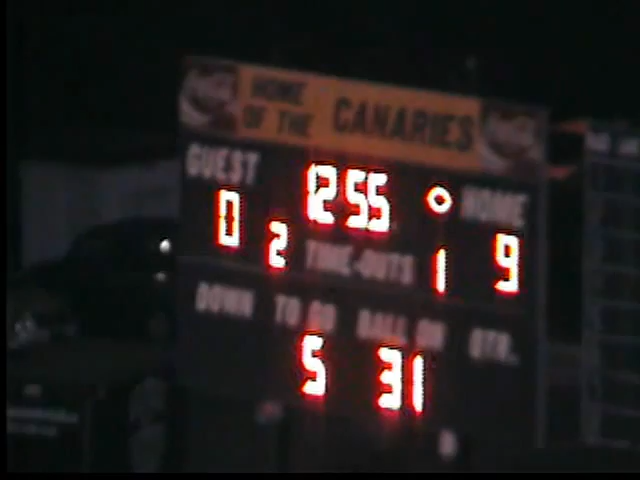 HOME
OF THE CANARIES
GUEST 12 55 HOME
0 2 TIME-OUTS 1 9
DOWN TO GO BALL ON QTR.
5 31